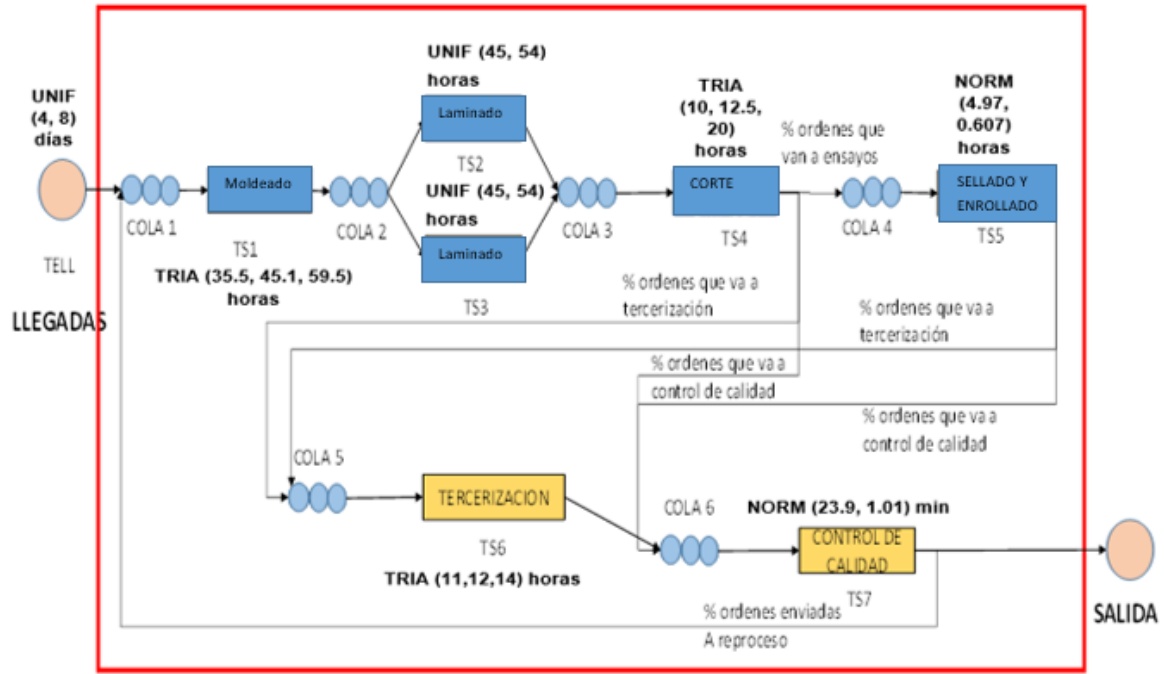 UNIF
(4, 8)
días
TELL
LLEGADAS
COLA 1
Moldeado
TS1
TRIA (35.5, 45.1, 59.5)
horas
COLA 2
UNIF (45, 54)
horas
Laminado
TS2
UNIF (45, 54)
horas
Laminado
TS3
COLA 3
TRIA
(10, 12.5,
20)
horas
CORTE
TS4
% ordenes que
van a ensayos
COLA 4
NORM
(4.97,
0.607)
horas
SELLADO Y
ENROLLADO
TS5
% ordenes que va a
tercerización
% ordenes que va a
tercerización
% ordenes que va a
control de calidad
% ordenes que va a
control de calidad
COLA 5
TERCERIZACION
TS6
TRIA (11,12,14) horas
COLA 6
NORM (23.9, 1.01) min
CONTROL DE
CALIDAD
TS7
% ordenes enviadas
A reproceso
SALIDA